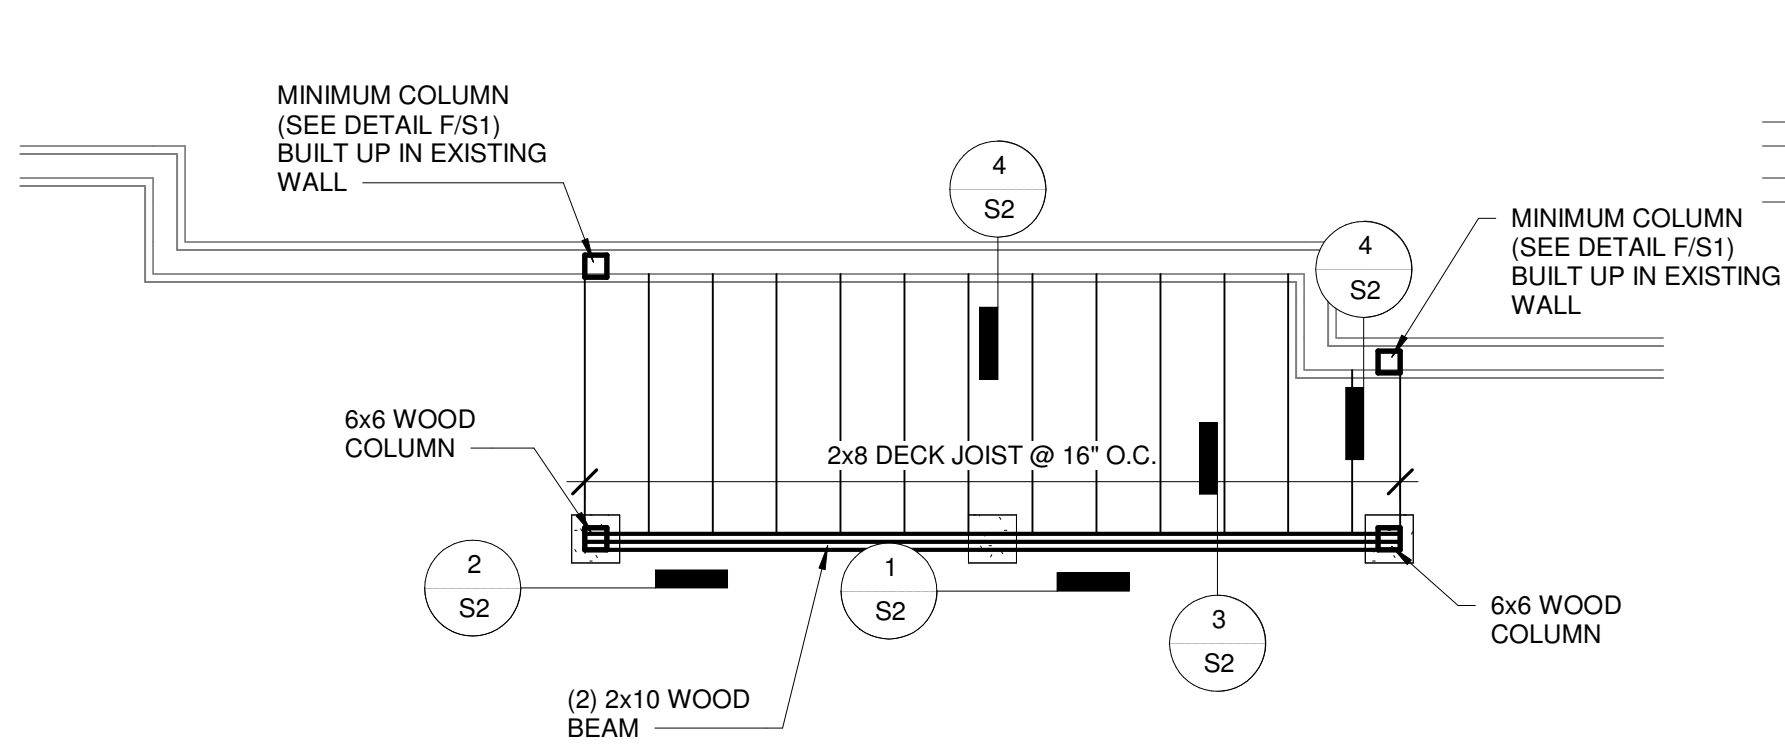 MINIMUM COLUMN
(SEE DETAIL F/S1)
BUILT UP IN EXISTING
WALL
4
S2
4
S2
MINIMUM COLUMN
(SEE DETAIL F/S1)
BUILT UP IN EXISTING
WALL
6x6 WOOD
COLUMN
2x8 DECK JOIST @ 16" O.C.
2
S2
1
S2
3
S2
6x6 WOOD
COLUMN
(2) 2x10 WOOD
BEAM